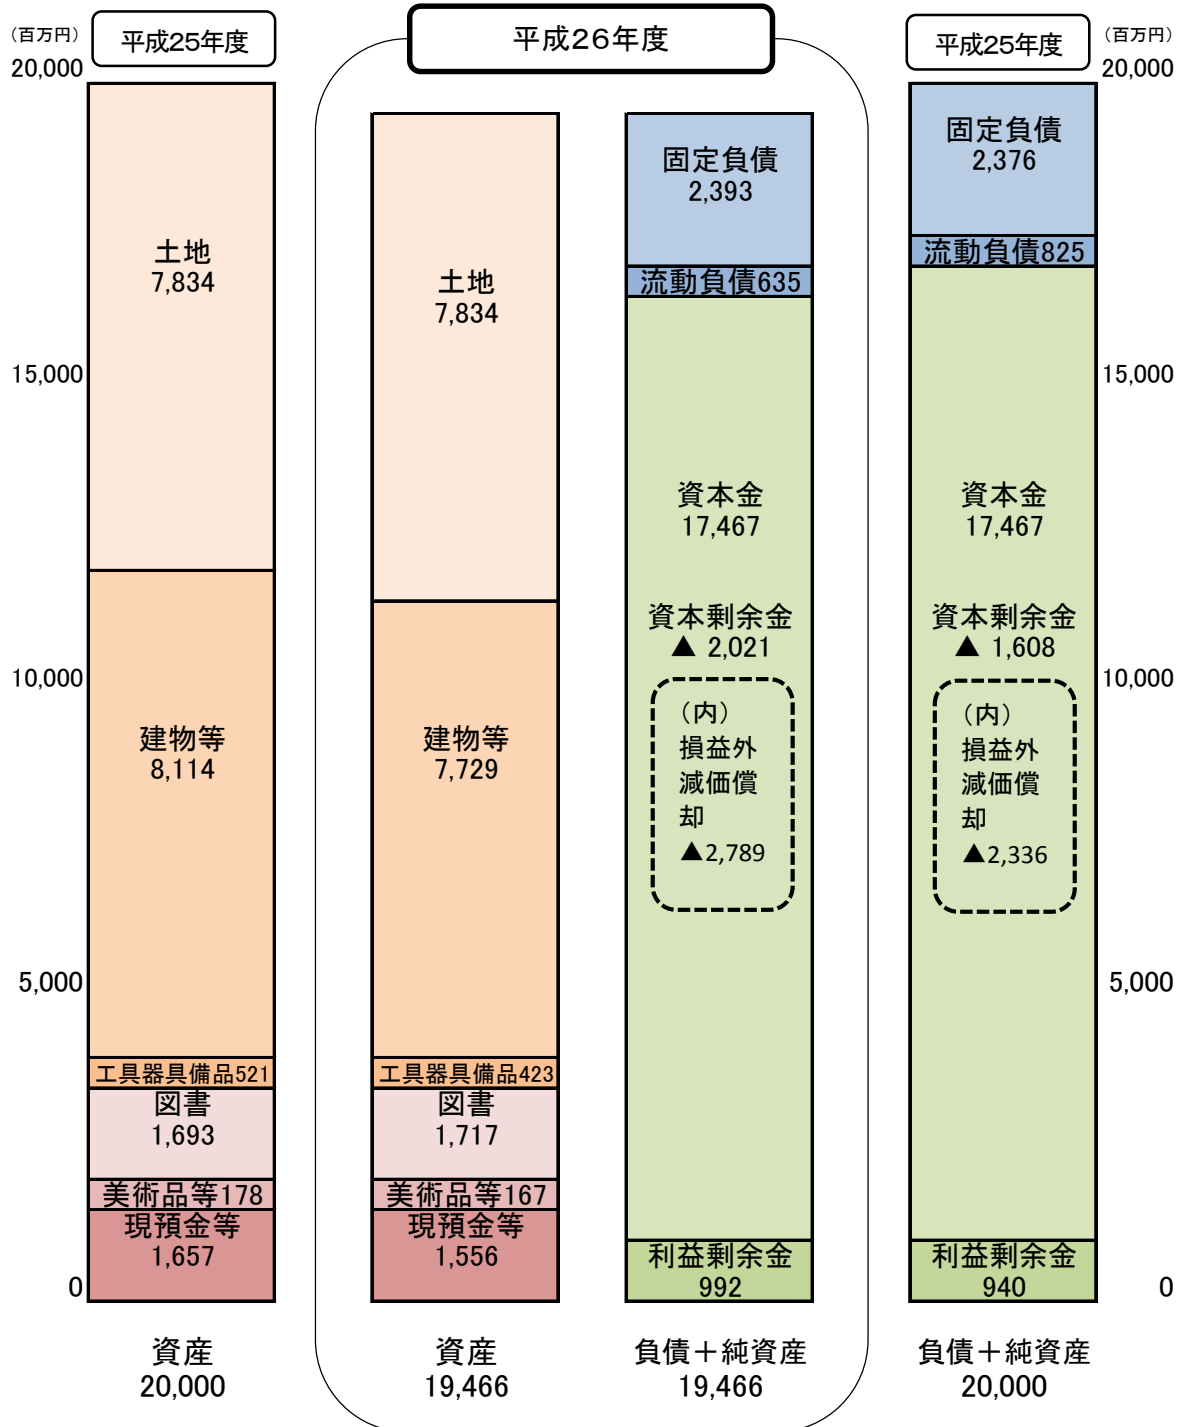 （百万円）
平成25年度
平成２６年度
平成25年度
（百万円）
20,000
15,000
10,000
5,000
0
土地
7,834
建物等
8,114
工具器具備品521
図書
1,693
美術品等178
現預金等
1,657
資産
20,000
土地
7,834
建物等
7,729
工具器具備品423
図書
1,717
美術品等167
現預金等
1,556
資産
19,466
固定負債
2,393
流動負債635
資本金
17,467
資本剰余金
▲ 2,021
（内）
損益外
減価償
却
▲2,789
利益剰余金
992
負債＋純資産
19,466
固定負債
2,376
流動負債825
資本金
17,467
資本剰余金
▲ 1,608
（内）
損益外
減価償
却
▲2,336
利益剰余金
940
負債＋純資産
20,000
20,000
15,000
10,000
5,000
0